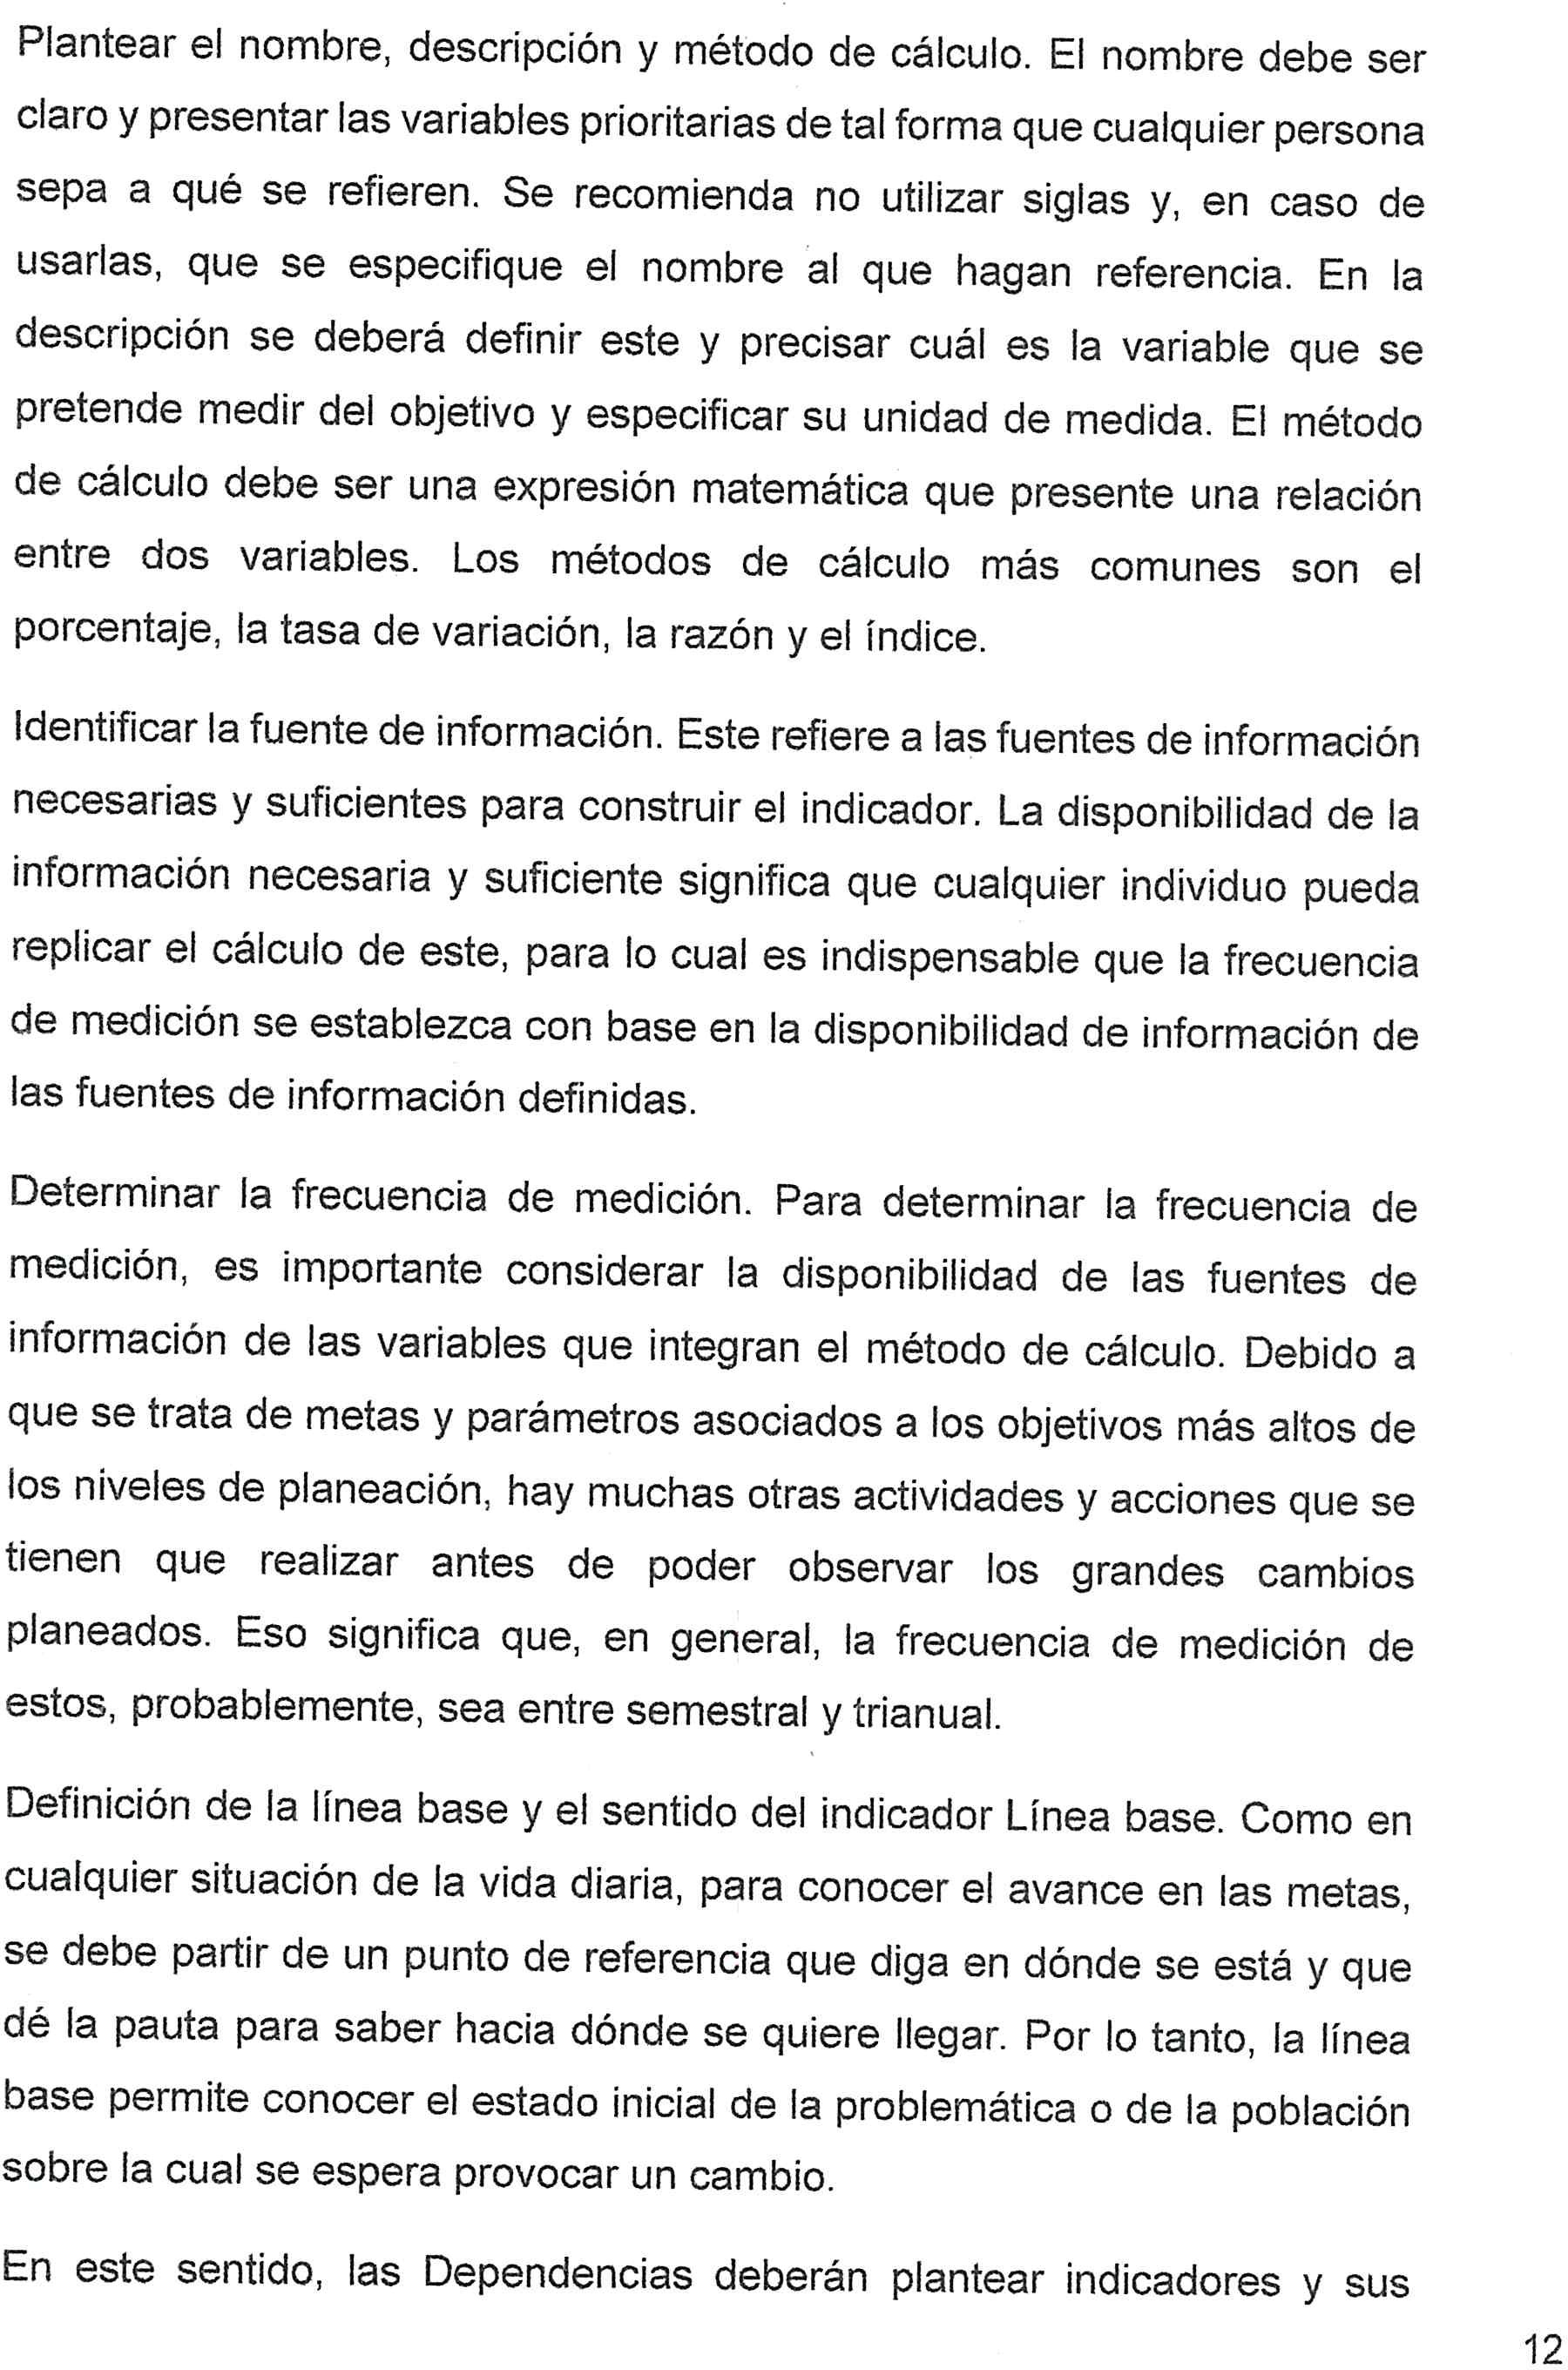 Plantear el nombre, descripción y método de cálculo. El nombre debe ser
claro y presentar las variables prioritarias de tal forma que cualquier persona
sepa a qué se refieren. Se recomienda no utilizar siglas y, en caso de
usarlas, que se especifique el nombre al que hagan referencia. En la
descripción se deberá definir este y precisar cuál es la variable que se
pretende medir del objetivo y especificar su unidad de medida. El método
de cálculo debe ser una expresión matemática que presente una relación
entre dos variables. Los métodos de cálculo más comunes son el
porcentaje, la tasa de variación, la razón y el índice.
Identificar la fuente de información. Este refiere a las fuentes de información
necesarias y suficientes para construir el indicador. La disponibilidad de la
información necesaria y suficiente significa que cualquier individuo pueda
replicar el cálculo de este, para lo cual es indispensable que la frecuencia
de medición se establezca con base en la disponibilidad de información de
las fuentes de información definidas.
Determinar la frecuencia de medición. Para determinar la frecuencia de
medición, es importante considerar la disponibilidad de las fuentes de
información de las variables que integran el método de cálculo. Debido a
que se trata de metas y parámetros asociados a los objetivos más altos de
los niveles de planeación, hay muchas otras actividades y acciones que se
tienen que realizar antes de poder observar los grandes cambios
planeados. Eso significa que, en general, la frecuencia de medición de
estos, probablemente, sea entre semestral y trianual.
Definición de la línea base y el sentido del indicador Línea base. Como en
cualquier situación de la vida diaria, para conocer el avance en las metas,
se debe partir de un punto de referencia que diga en dónde se está y que
dé la pauta para saber hacia dónde se quiere llegar. Por lo tanto, la línea
base permite conocer el estado inicial de la problemática o de la población
sobre la cual se espera provocar un cambio.
En este sentido, las Dependencias deberán plantear indicadores y sus
12